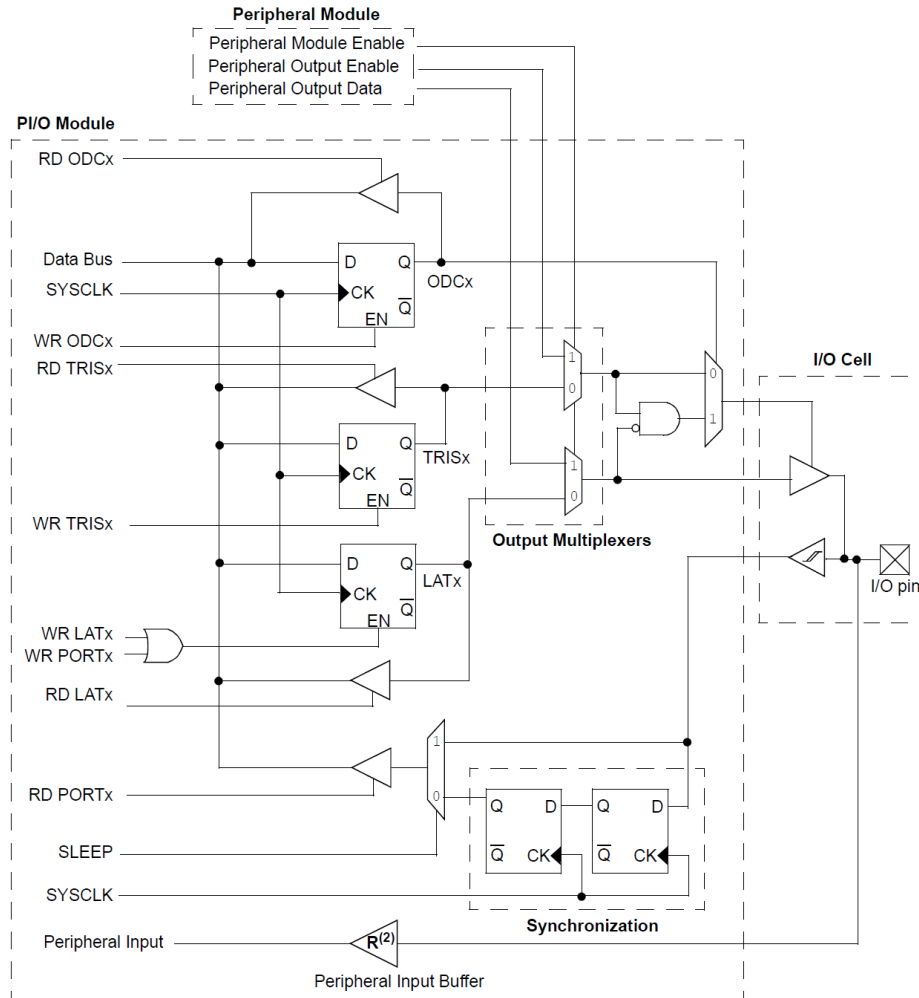 Peripheral Module
Peripheral Module Enable
Peripheral Output Enable
Peripheral Output Data
PI/O Module
RD ODCx
Data Bus
D Q
ODCx
SYSCLK
CK
Q
EN
WR ODCx
RD TRISx
1
0
0
1
I/O Cell
D Q
TRISx
CK
Q
EN
WR TRISx
1
0
Output Multiplexers
D Q
LATx
CK
Q
EN
I/O pin
WR LATx
WR PORTx
RD LATx
1
0
RD PORTx
Q D Q D
Q CK Q CK
SLEEP
SYSCLK
Synchronization
Peripheral Input
R(2)
Peripheral Input Buffer